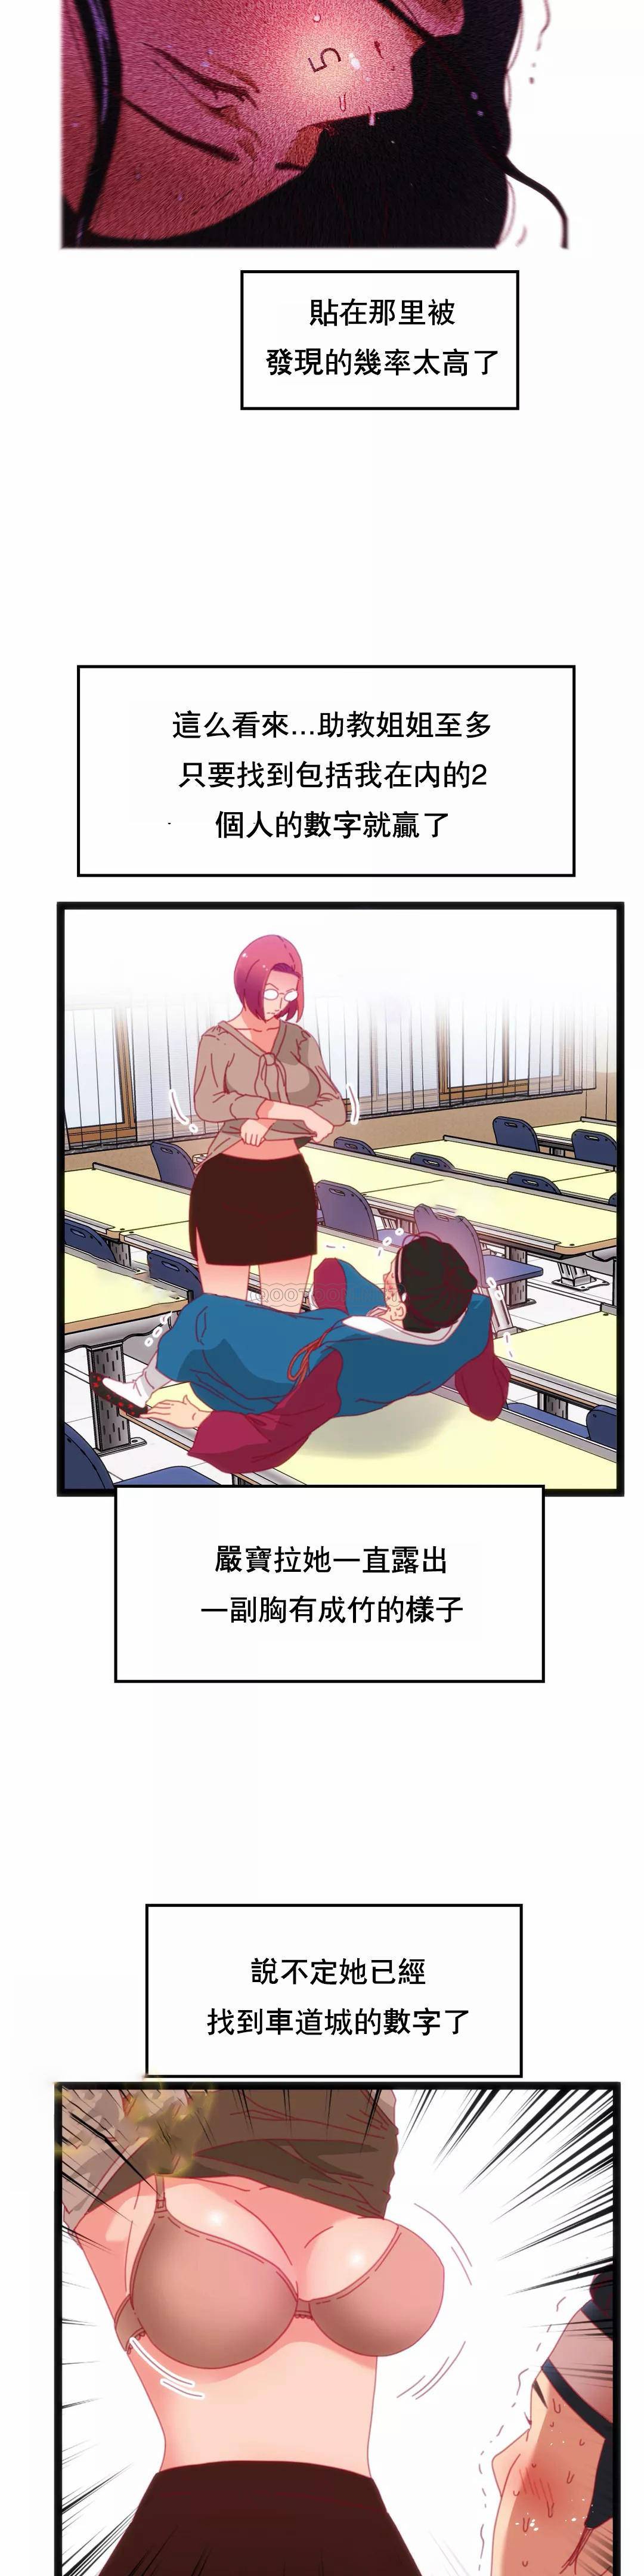 5
貼在那里被
發現的幾率太高了
這么看來...助教姐姐至多
只要找到包括我在内的2
個人的數字就贏了
嚴寶拉她一直露出
一副胸有成竹的樣子
說不定她已經
找到車道城的數字了